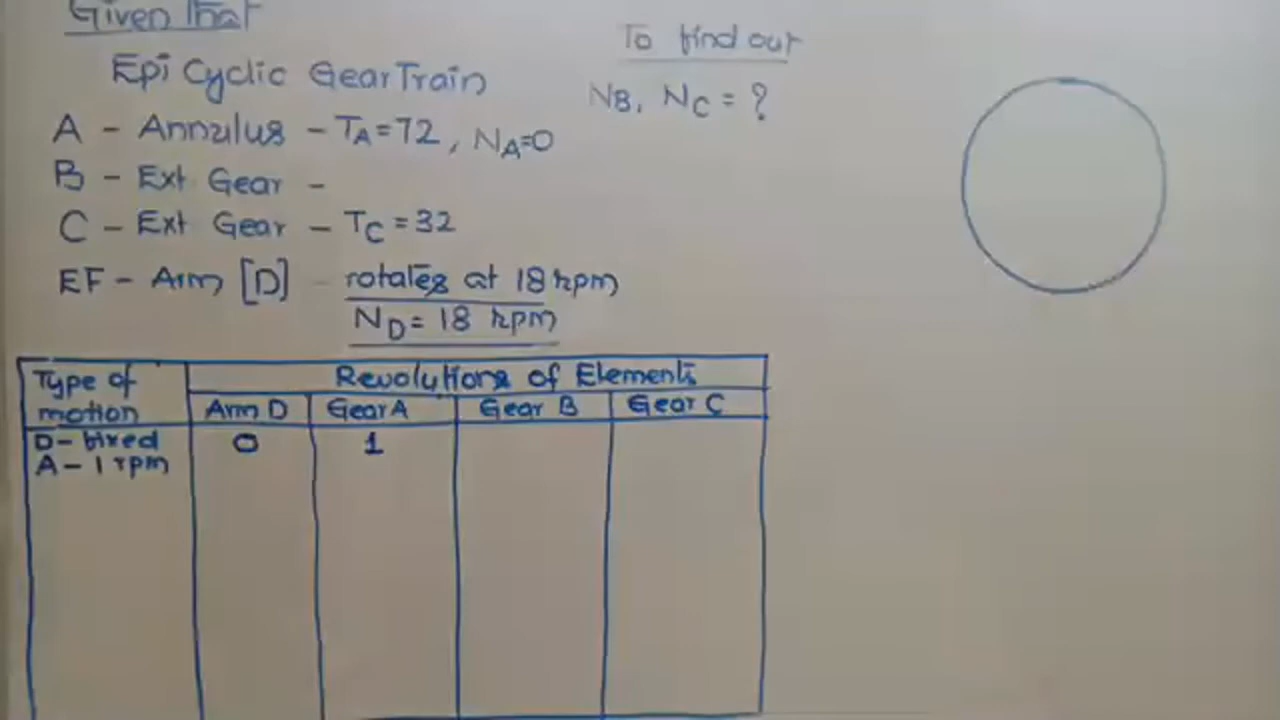 Given That
To find out
Epi Cyclic Gear Train
NB, NC = ?
A - Annulus - TA=72, NA=0
B - Ext Gear -
C - Ext Gear - TC = 32
EF - Arm [D] - rotates at 18 rpm
ND = 18 rpm
Type of motion
Revolutions of Elements
Arm D Gear A Gear B Gear C
D- fixed 0 1
A - 1 rpm